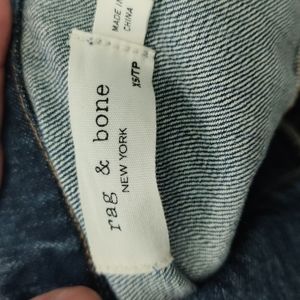 MADE IN
CHINA
XS/TP
rag & bone
NEW YORK